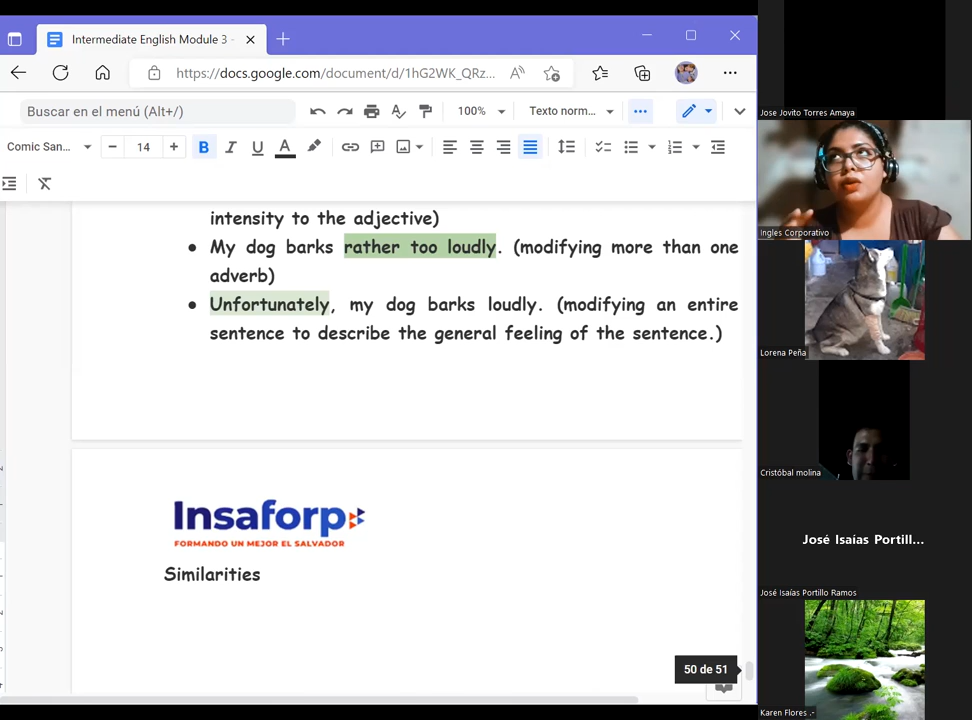 Intermediate English Module 3 -
https://docs.google.com/document/d/1hG2WK_QRz...
Buscar en el menú (Alt+/)
100%
Texto norm...
Comic San...
14
intensity to the adjective)
• My dog barks rather too loudly. (modifying more than one
adverb)
• Unfortunately, my dog barks loudly. (modifying an entire
sentence to describe the general feeling of the sentence.)
Insaforp
FORMANDO UN MEJOR EL SALVADOR
Similarities
50 de 51
Jose Jovito Torres Amaya
Ingles Corporativo
Lorena Peña
Cristóbal molina
José Isaías Portill...
José Isaías Portillo Ramos
Karen Flores .-